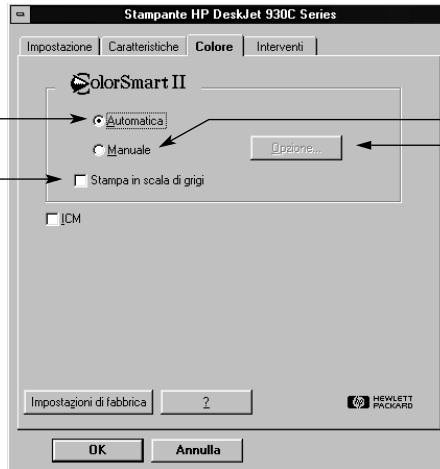 Stampante HP DeskJet 930C Series
Impostazione Caratteristiche Colore Interventi
ColorSmart II
Automatica
Manuale
Opzione...
Stampa in scala di grigi
ICM
Impostazioni di fabbrica ? hp HEWLETT
PACKARD
OK Annulla